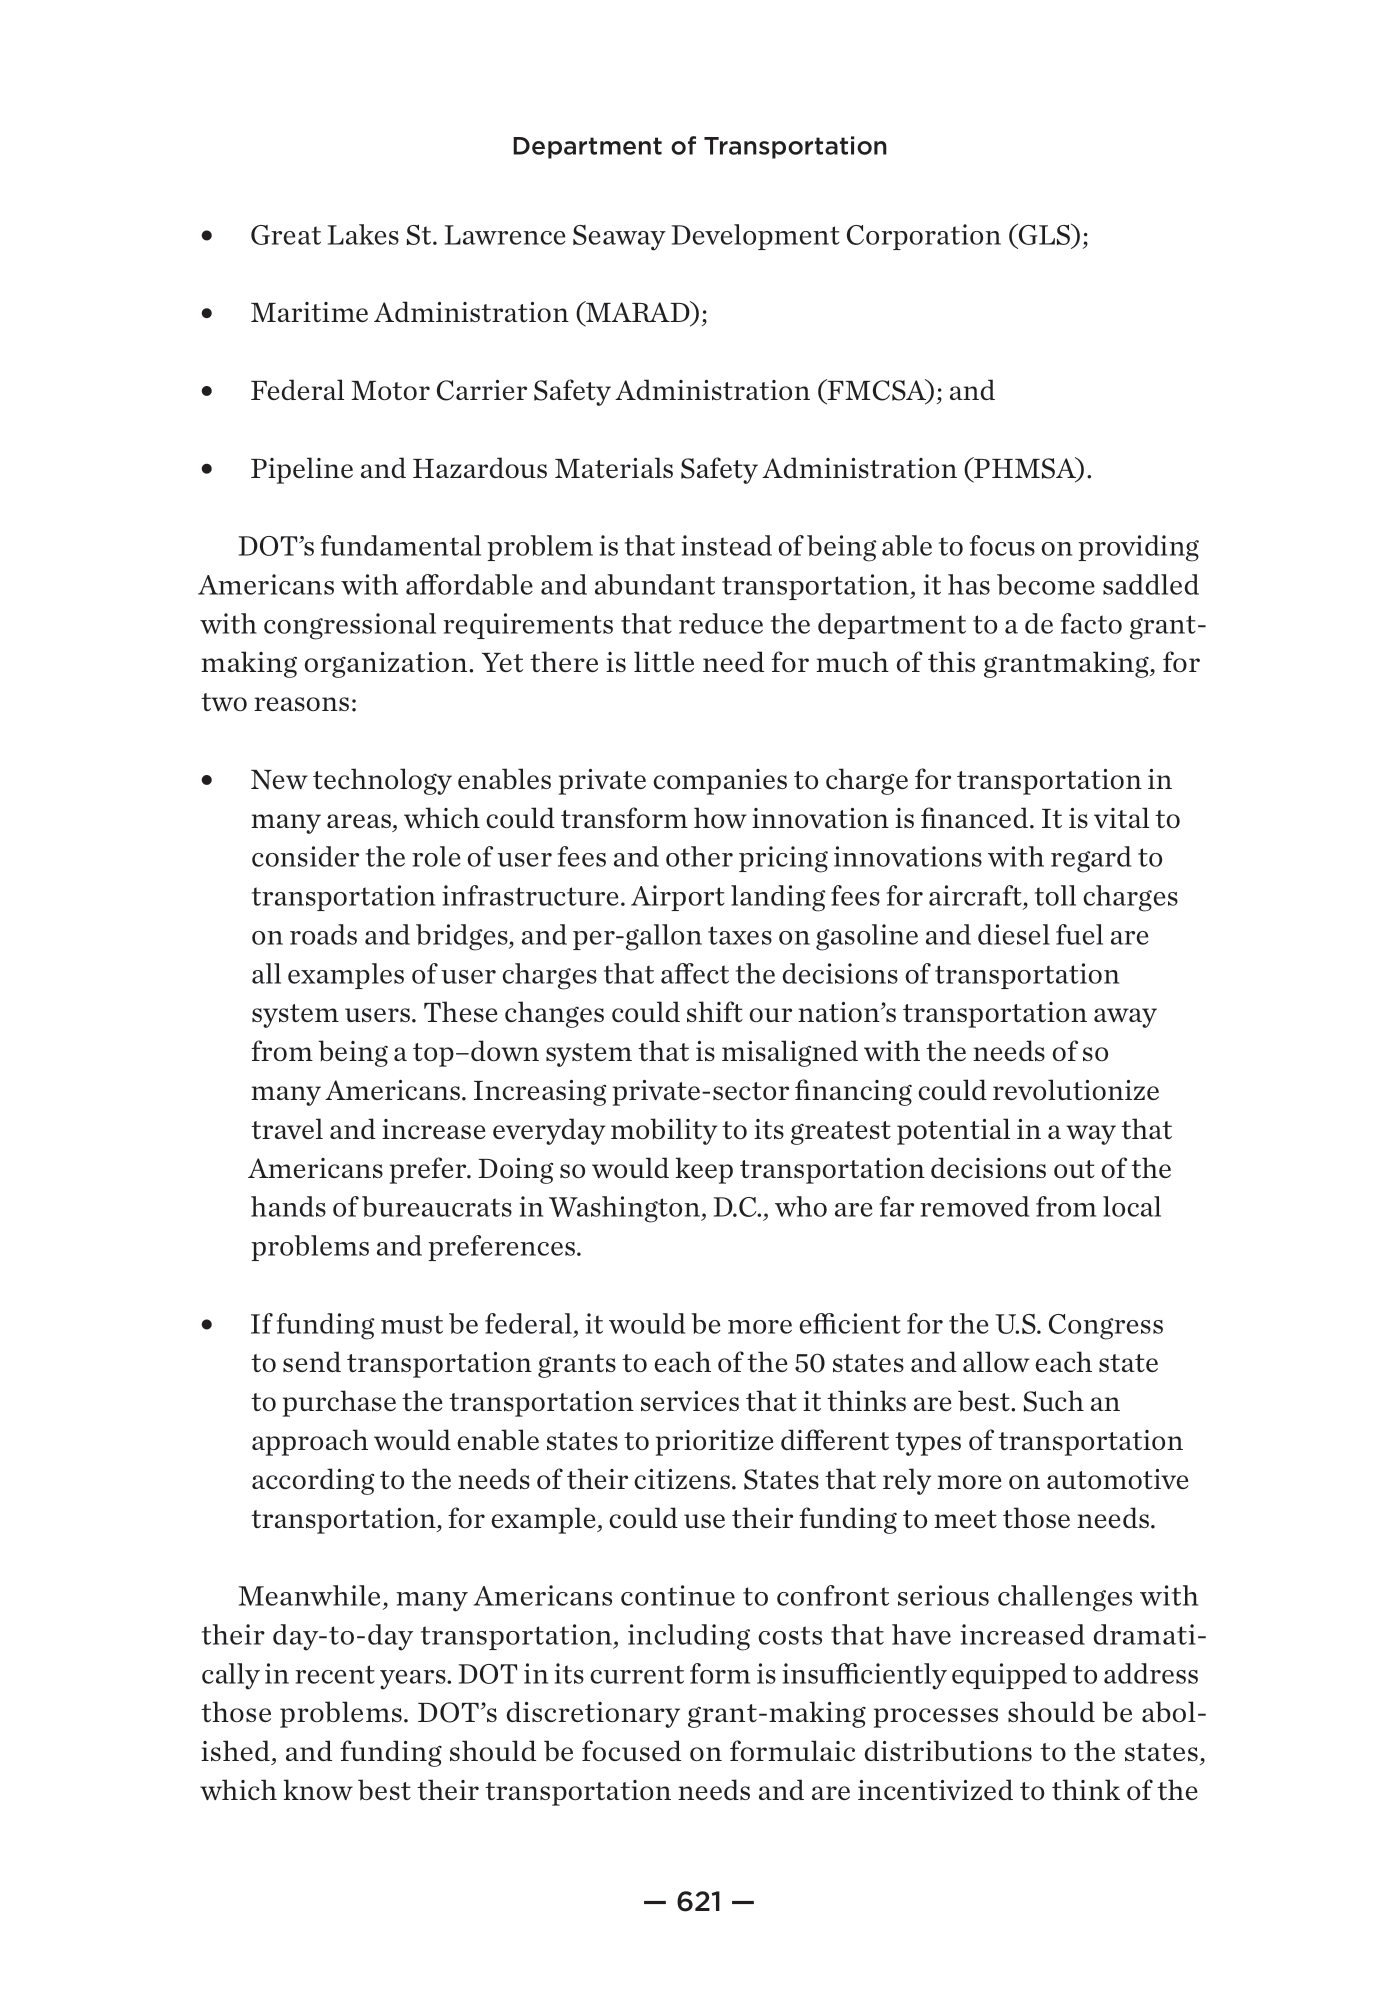 Department of Transportation
• Great Lakes St. Lawrence Seaway Development Corporation (GLS);
• Maritime Administration (MARAD);
• Federal Motor Carrier Safety Administration (FMCSA); and
• Pipeline and Hazardous Materials Safety Administration (PHMSA).
DOT’s fundamental problem is that instead of being able to focus on providing
Americans with affordable and abundant transportation, it has become saddled
with congressional requirements that reduce the department to a de facto grant-
making organization. Yet there is little need for much of this grantmaking, for
two reasons:
• New technology enables private companies to charge for transportation in
many areas, which could transform how innovation is financed. It is vital to
consider the role of user fees and other pricing innovations with regard to
transportation infrastructure. Airport landing fees for aircraft, toll charges
on roads and bridges, and per-gallon taxes on gasoline and diesel fuel are
all examples of user charges that affect the decisions of transportation
system users. These changes could shift our nation’s transportation away
from being a top–down system that is misaligned with the needs of so
many Americans. Increasing private-sector financing could revolutionize
travel and increase everyday mobility to its greatest potential in a way that
Americans prefer. Doing so would keep transportation decisions out of the
hands of bureaucrats in Washington, D.C., who are far removed from local
problems and preferences.
• If funding must be federal, it would be more efficient for the U.S. Congress
to send transportation grants to each of the 50 states and allow each state
to purchase the transportation services that it thinks are best. Such an
approach would enable states to prioritize different types of transportation
according to the needs of their citizens. States that rely more on automotive
transportation, for example, could use their funding to meet those needs.
Meanwhile, many Americans continue to confront serious challenges with
their day-to-day transportation, including costs that have increased dramati-
cally in recent years. DOT in its current form is insufficiently equipped to address
those problems. DOT’s discretionary grant-making processes should be abol-
ished, and funding should be focused on formulaic distributions to the states,
which know best their transportation needs and are incentivized to think of the
— 621 —